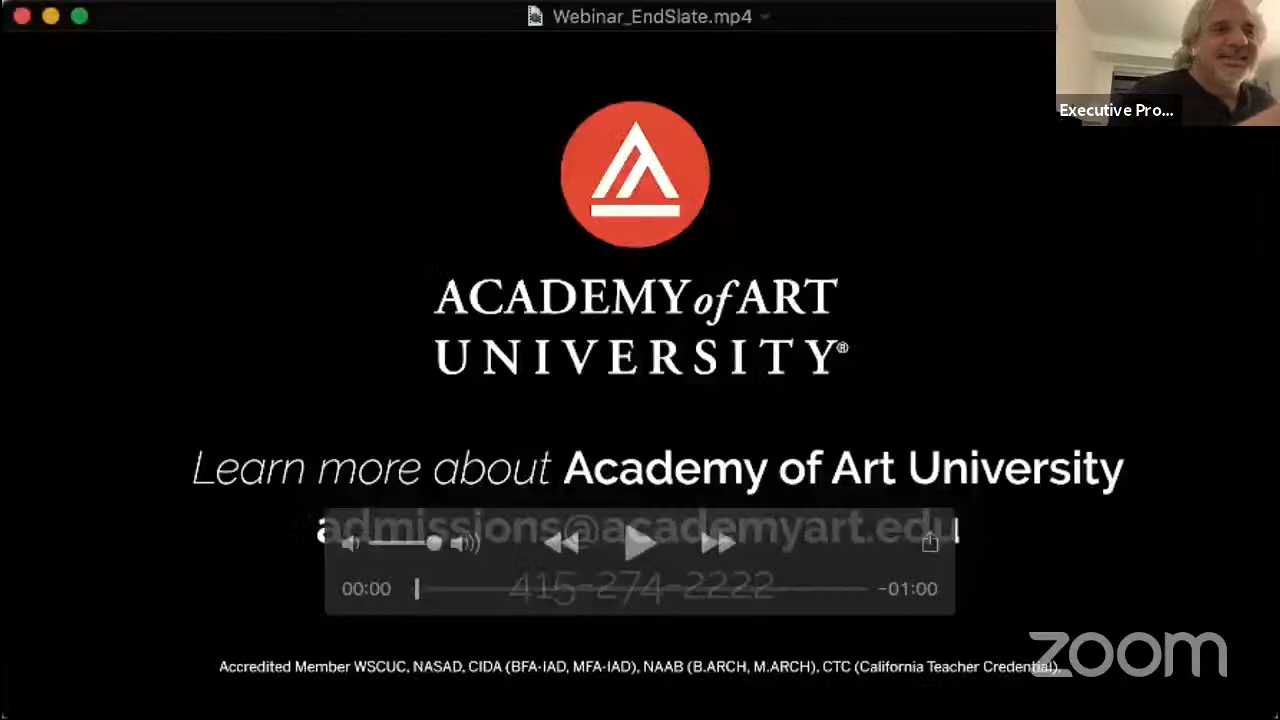 Webinar_EndSlate.mp4
Executive Pro...
ACADEMY of ART
UNIVERSITY®
Learn more about Academy of Art University
admissions@academyart.edu
00:00
-01:00
415-274-2222
Accredited Member WSCUC, NASAD, CIDA (BFA-IAD, MFA-IAD), NAAB (B.ARCH, M.ARCH), CTC (California Teacher Credential).
zoom